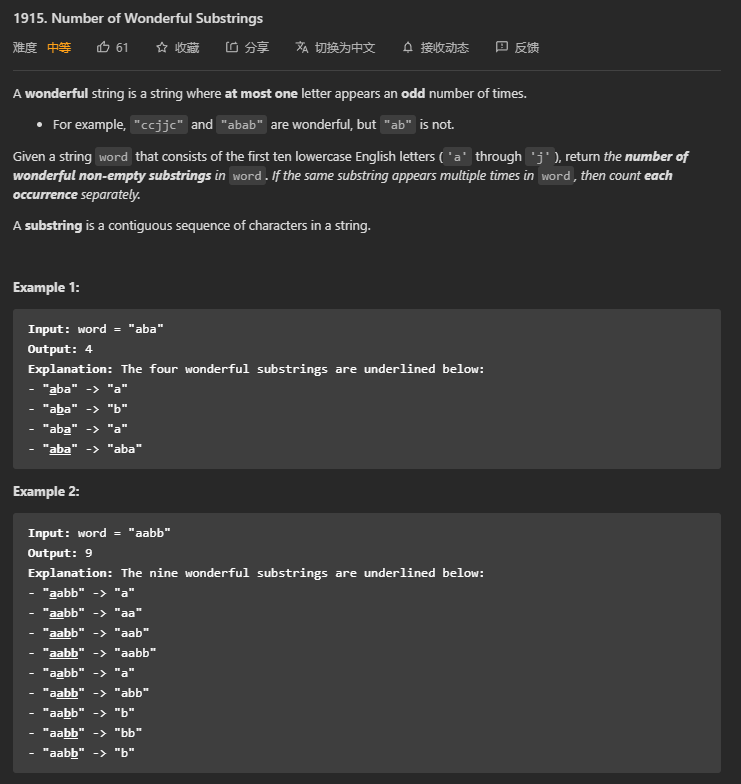 1915. Number of Wonderful Substrings
难度 中等 61 收藏 分享 切换为中文 接收动态 反馈
A wonderful string is a string where at most one letter appears an odd number of times.
• For example, "ccjjc" and "abab" are wonderful, but "ab" is not.
Given a string word that consists of the first ten lowercase English letters ('a' through 'j'), return the number of
wonderful non-empty substrings in word. If the same substring appears multiple times in word, then count each
occurrence separately.
A substring is a contiguous sequence of characters in a string.
Example 1:
Input: word = "aba"
Output: 4
Explanation: The four wonderful substrings are underlined below:
- "aba" -> "a"
- "aba" -> "b"
- "aba" -> "a"
- "aba" -> "aba"
Example 2:
Input: word = "aabb"
Output: 9
Explanation: The nine wonderful substrings are underlined below:
- "aabb" -> "a"
- "aabb" -> "aa"
- "aabb" -> "aab"
- "aabb" -> "aabb"
- "aabb" -> "a"
- "aabb" -> "abb"
- "aabb" -> "b"
- "aabb" -> "bb"
- "aabb" -> "b"